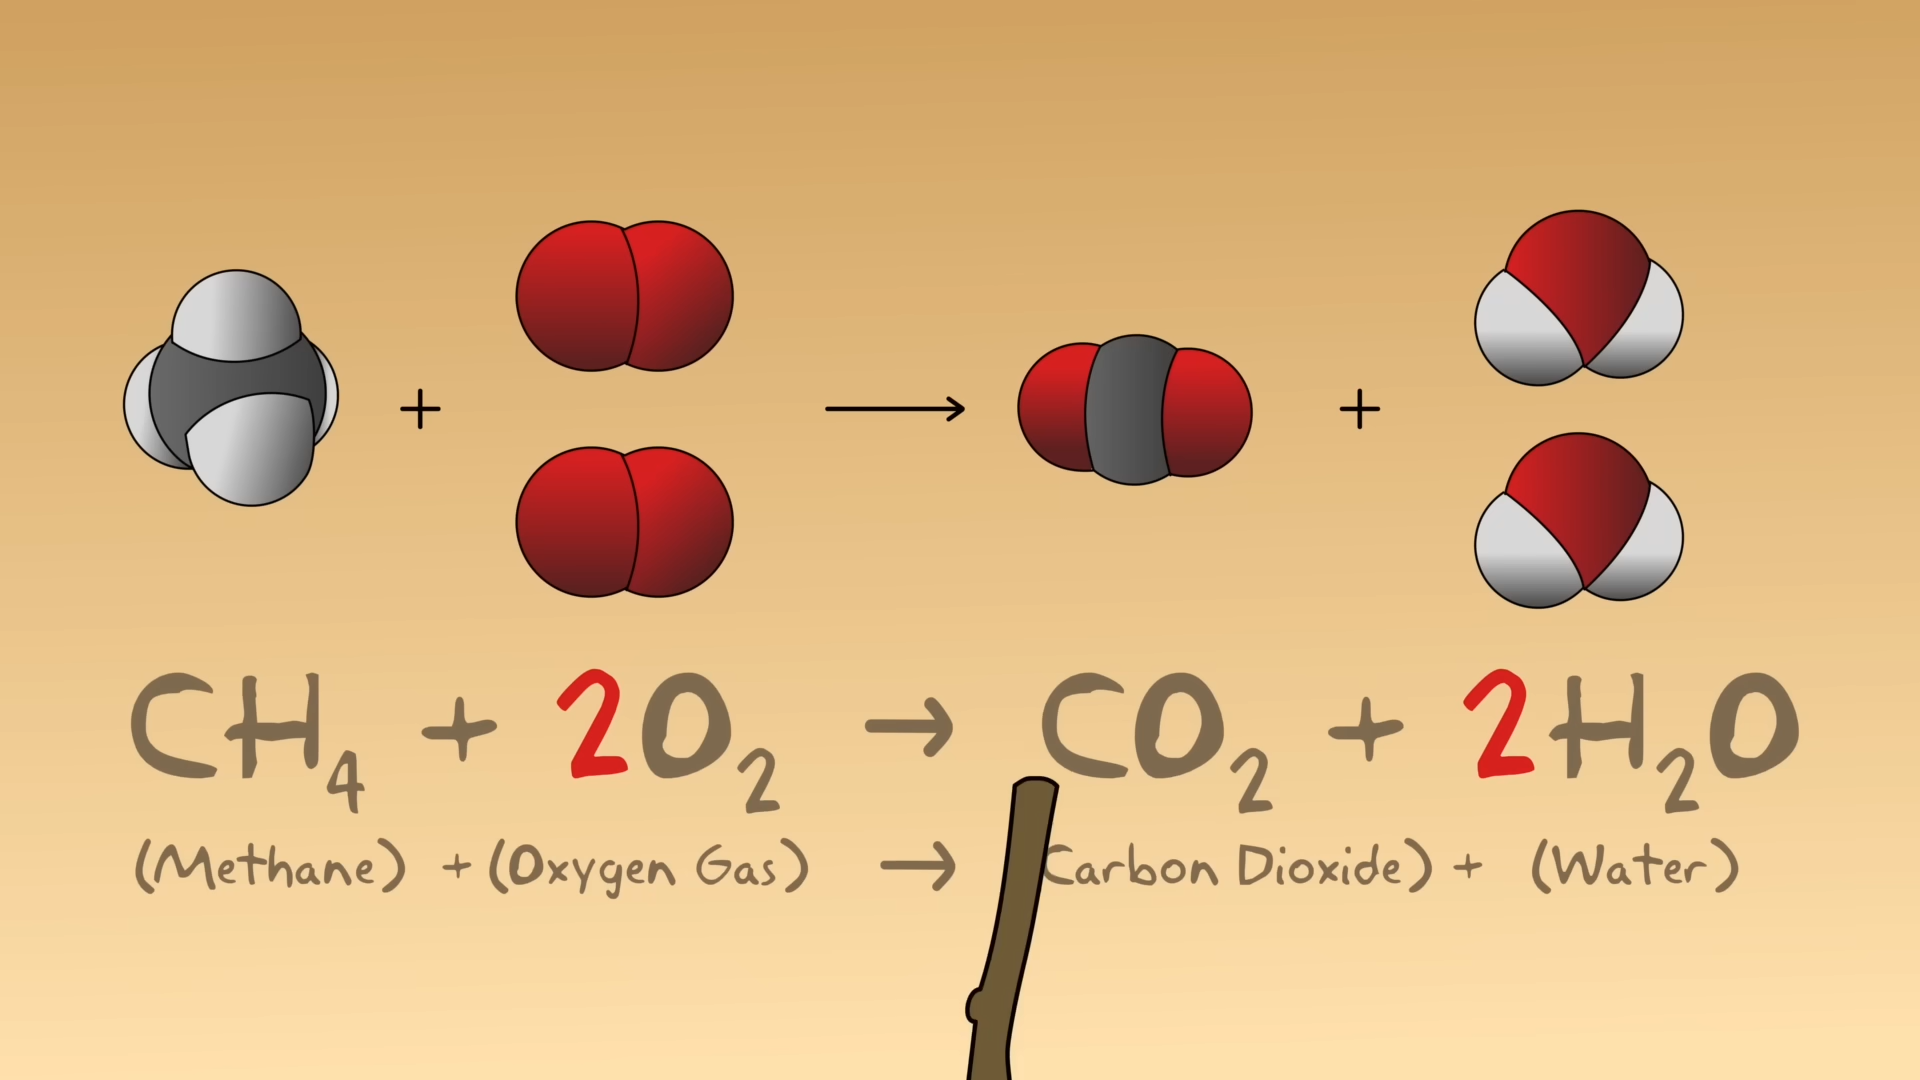 + → +
CH₄ + 2O₂ → CO₂ + 2H₂O
(Methane) + (Oxygen Gas) → Carbon Dioxide) + (Water)